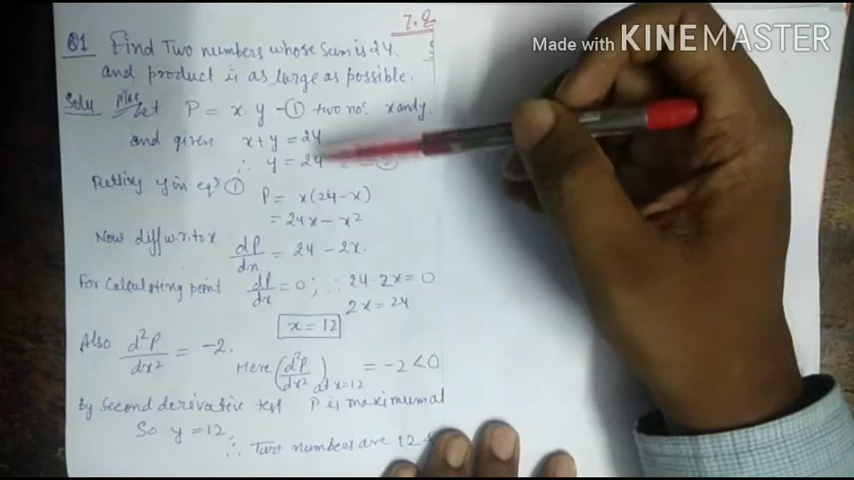 7.8
Made with KINEMASTER
Q1 Find Two numbers whose sum is 24.
and product is as large as possible.
Soln Let P = x.y -① two no: x and y.
and given x+y = 24
∴ y = 24
Putting y in eqn ① P = x(24-x)
= 24x - x²
Now diff w.r.to x dP/dx = 24 - 2x.
For Calculating point dP/dx = 0; ∴ 24-2x = 0
2x = 24
x = 12
Also d²P/dx² = -2. Here (d²P/dx²) at x=12 = -2 < 0
by second derivative test P is maximum at
So y = 12,
∴ Two numbers are 12